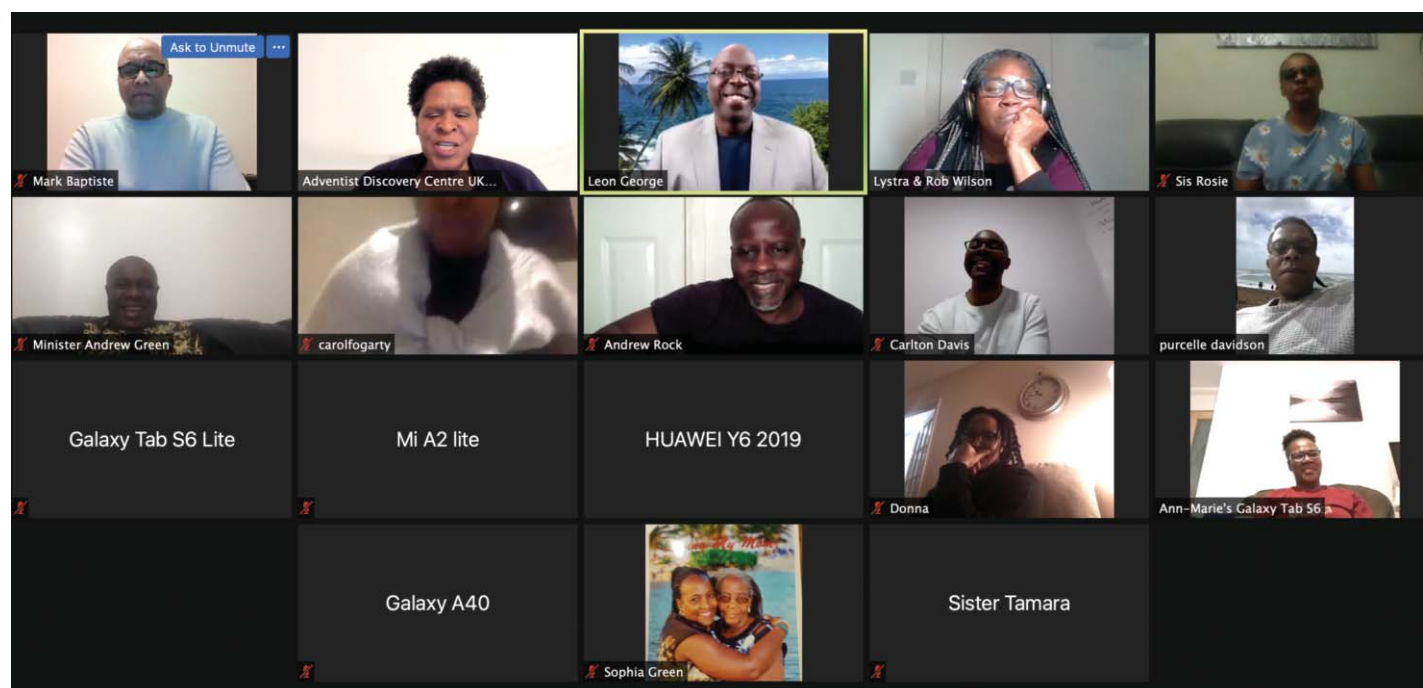 Ask to Unmute
Mark Baptiste
Adventist Discovery Centre UK...
Leon George
Lystra & Rob Wilson
Sis Rosie
Minister Andrew Green
carolfogarty
Andrew Rock
Carlton Davis
purcelle davidson
Galaxy Tab S6 Lite
Mi A2 lite
HUAWEI Y6 2019
Donna
Ann-Marie's Galaxy Tab S6
Galaxy A40
My Mom
Sophia Green
Sister Tamara